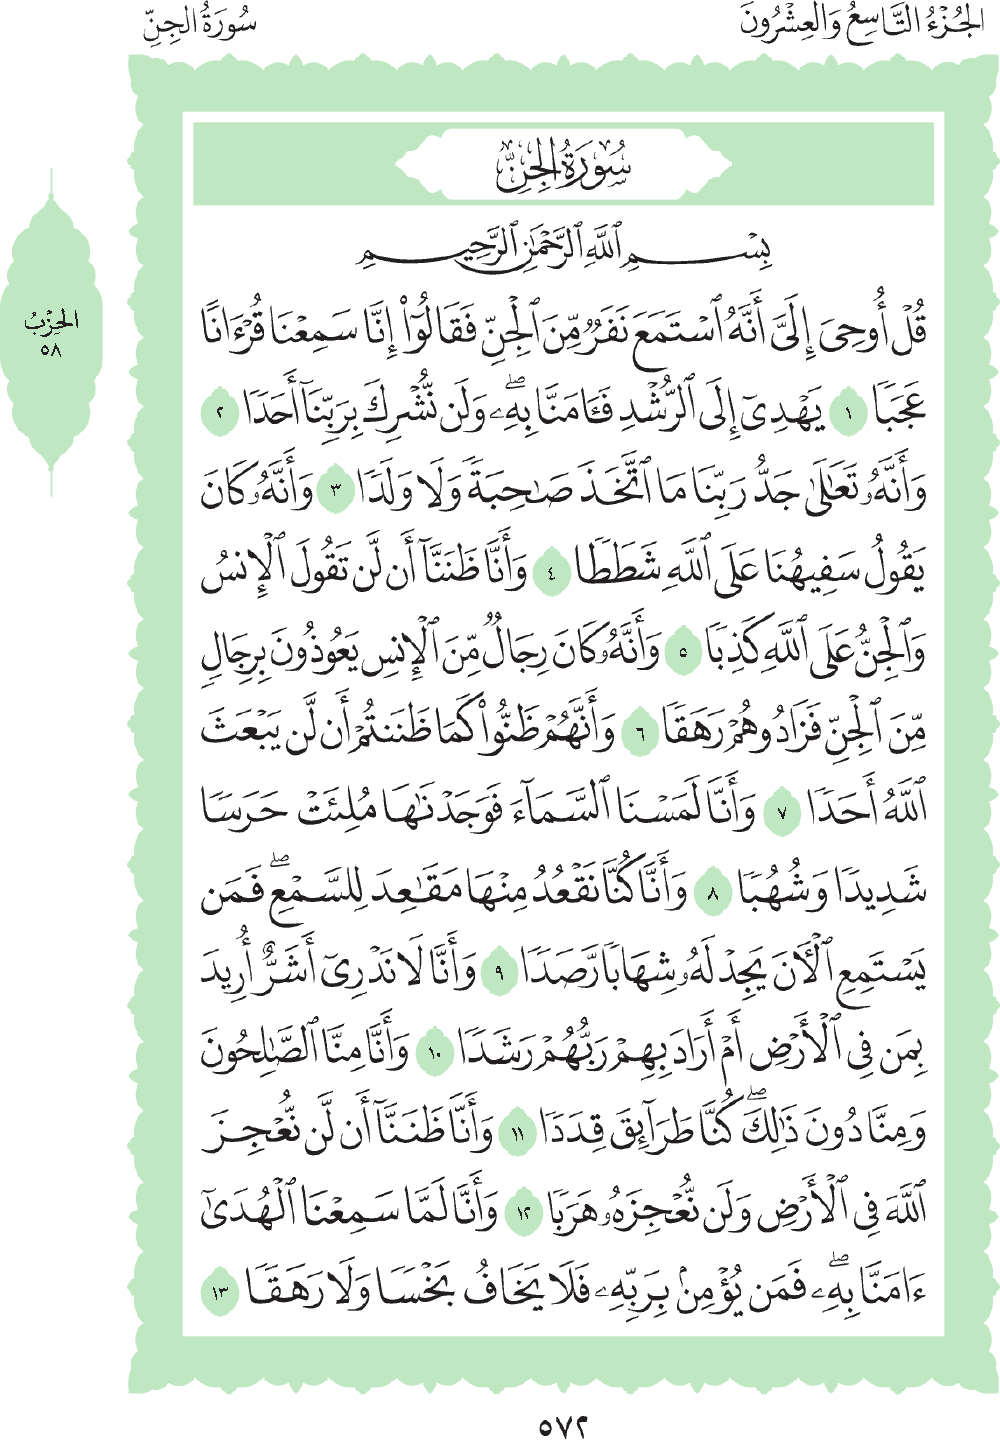 الجُزْءُ التَّاسِعُ وَالعِشْرُونَ
سُورَةُ الجِنِّ
سُورَةُ الجِنِّ
بِسْمِ ٱللَّهِ ٱلرَّحْمَٰنِ ٱلرَّحِيمِ
قُلْ أُوحِىَ إِلَىَّ أَنَّهُ ٱسْتَمَعَ نَفَرٌ مِّنَ ٱلْجِنِّ فَقَالُوٓا۟ إِنَّا سَمِعْنَا قُرْءَانًا
عَجَبًا ١ يَهْدِىٓ إِلَى ٱلرُّشْدِ فَـَٔامَنَّا بِهِۦۖ وَلَن نُّشْرِكَ بِرَبِّنَآ أَحَدًا ٢
وَأَنَّهُۥ تَعَٰلَىٰ جَدُّ رَبِّنَا مَا ٱتَّخَذَ صَٰحِبَةً وَلَا وَلَدًا ٣ وَأَنَّهُۥ كَانَ
يَقُولُ سَفِيهُنَا عَلَى ٱللَّهِ شَطَطًا ٤ وَأَنَّا ظَنَنَّآ أَن لَّن تَقُولَ ٱلْإِنسُ
وَٱلْجِنُّ عَلَى ٱللَّهِ كَذِبًا ٥ وَأَنَّهُۥ كَانَ رِجَالٌ مِّنَ ٱلْإِنسِ يَعُوذُونَ بِرِجَالٍ
مِّنَ ٱلْجِنِّ فَزَادُوهُمْ رَهَقًا ٦ وَأَنَّهُمْ ظَنُّوا۟ كَمَا ظَنَنتُمْ أَن لَّن يَبْعَثَ
ٱللَّهُ أَحَدًا ٧ وَأَنَّا لَمَسْنَا ٱلسَّمَآءَ فَوَجَدْنَٰهَا مُلِئَتْ حَرَسًا
شَدِيدًا وَشُهُبًا ٨ وَأَنَّا كُنَّا نَقْعُدُ مِنْهَا مَقَٰعِدَ لِلسَّمْعِۖ فَمَن
يَسْتَمِعِ ٱلْـَٔانَ يَجِدْ لَهُۥ شِهَابًا رَّصَدًا ٩ وَأَنَّا لَا نَدْرِىٓ أَشَرٌّ أُرِيدَ
بِمَن فِى ٱلْأَرْضِ أَمْ أَرَادَ بِهِمْ رَبُّهُمْ رَشَدًا ١٠ وَأَنَّا مِنَّا ٱلصَّٰلِحُونَ
وَمِنَّا دُونَ ذَٰلِكَۖ كُنَّا طَرَآئِقَ قِدَدًا ١١ وَأَنَّا ظَنَنَّآ أَن لَّن نُّعْجِزَ
ٱللَّهَ فِى ٱلْأَرْضِ وَلَن نُّعْجِزَهُۥ هَرَبًا ١٢ وَأَنَّا لَمَّا سَمِعْنَا ٱلْهُدَىٰٓ
ءَامَنَّا بِهِۦۖ فَمَن يُؤْمِنۢ بِرَبِّهِۦ فَلَا يَخَافُ بَخْسًا وَلَا رَهَقًا ١٣
الحِزْبُ
٥٨
٥٧٢